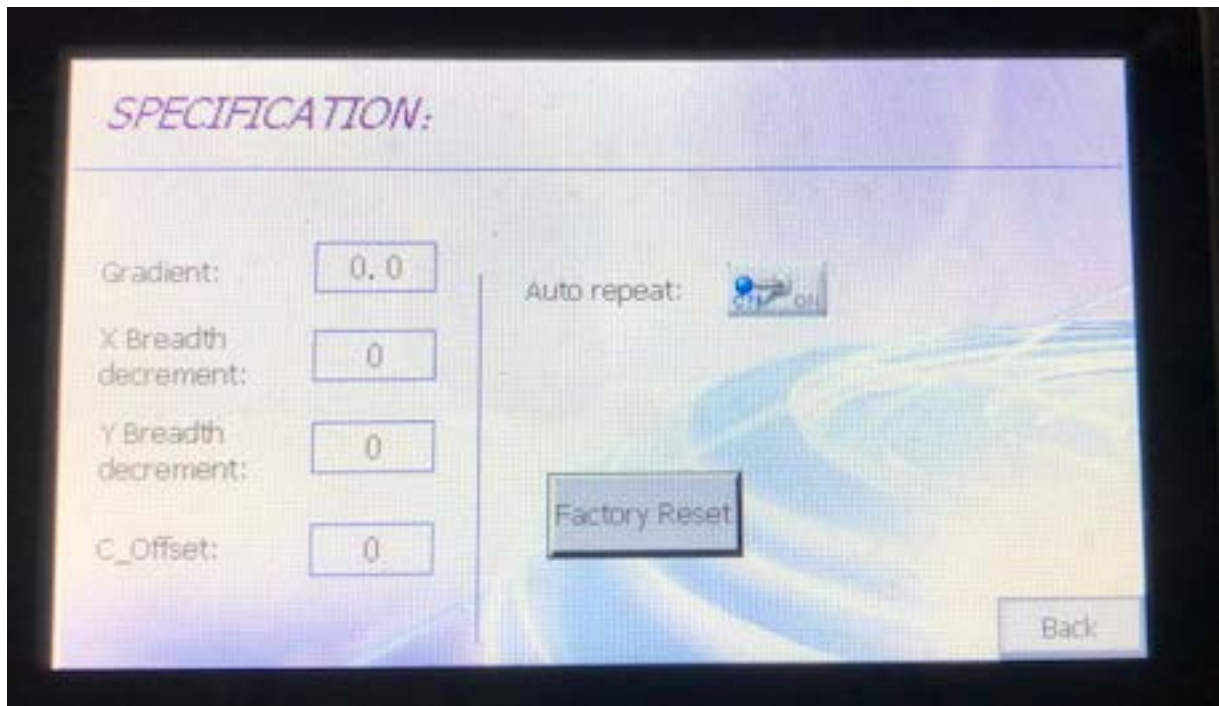 SPECIFICATION:
Gradient:
0.0
X Breadth
decrement:
0
Y Breadth
decrement:
0
C_Offset:
0
Auto repeat:
ON
Factory Reset
Back